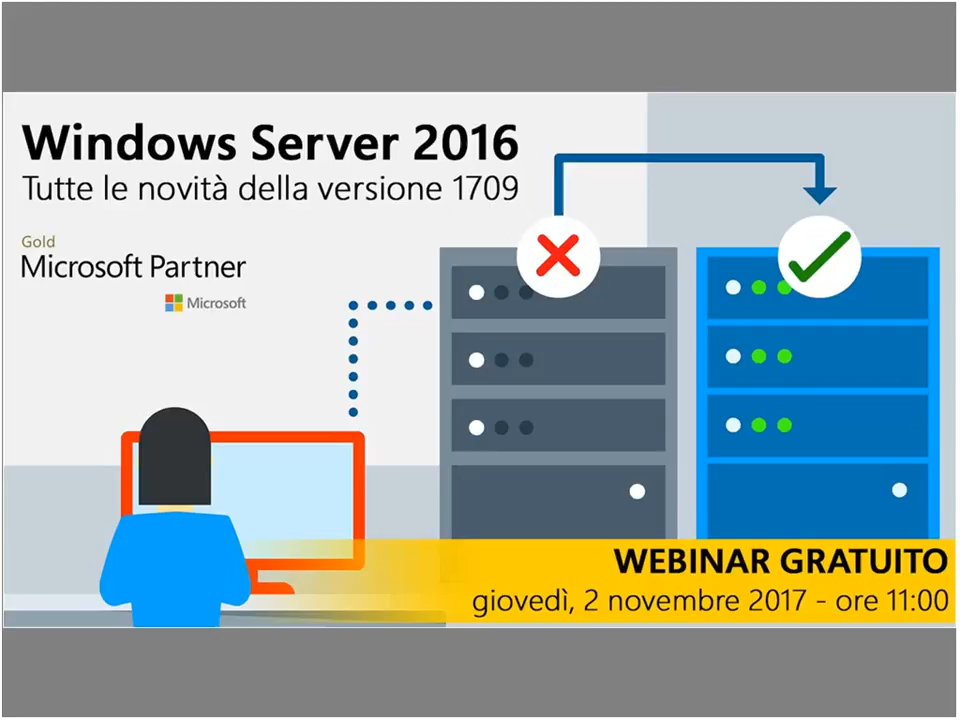 Windows Server 2016
Tutte le novità della versione 1709
Gold
Microsoft Partner
Microsoft
WEBINAR GRATUITO
giovedì, 2 novembre 2017 - ore 11:00